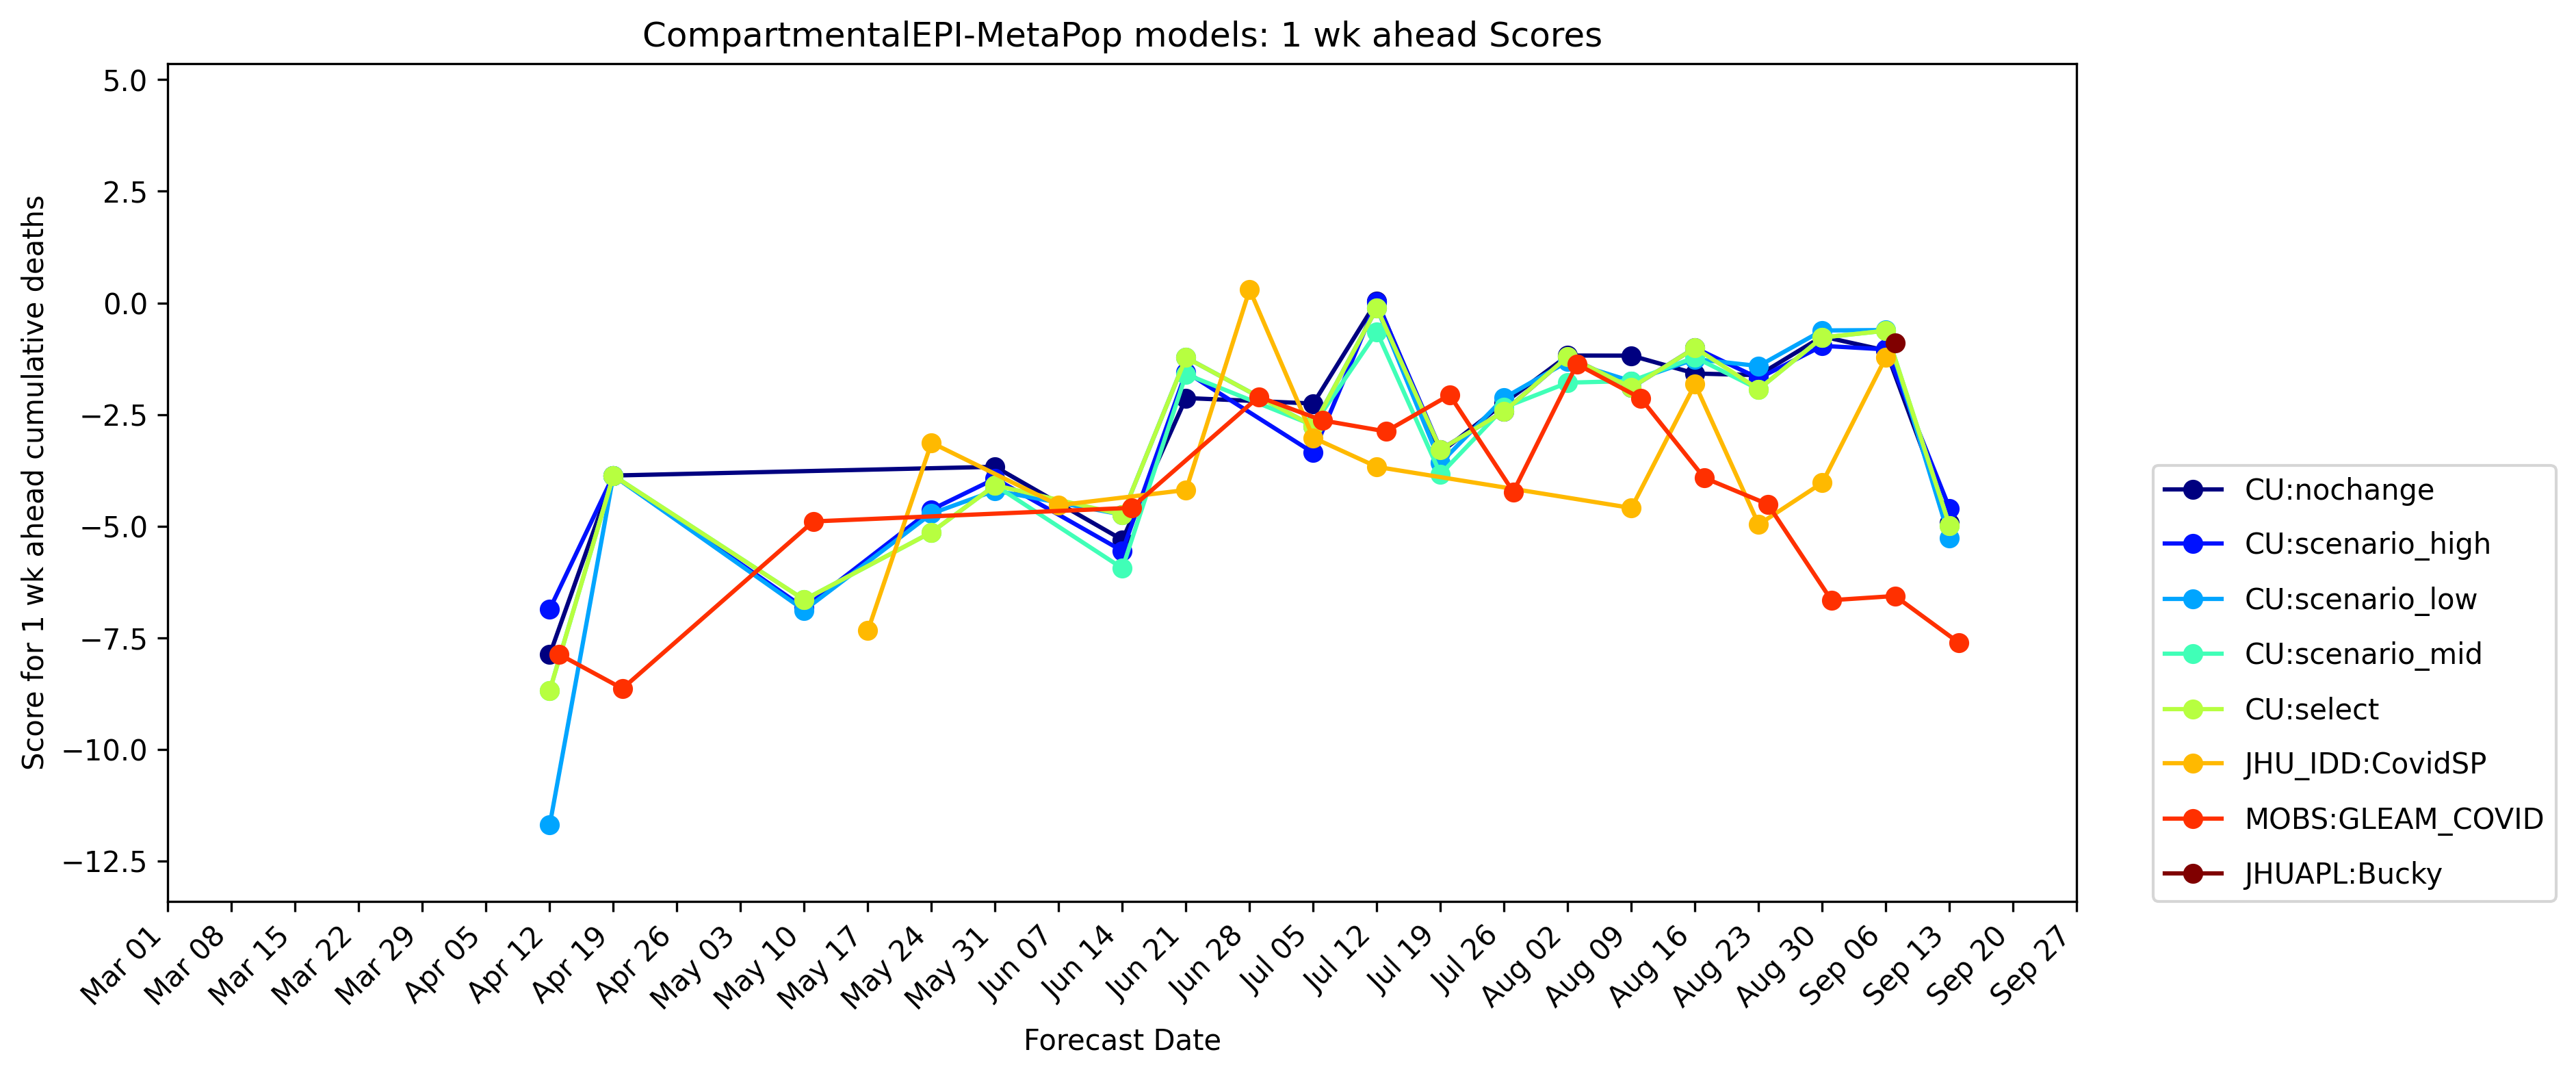 CompartmentalEPI-MetaPop models: 1 wk ahead Scores
Score for 1 wk ahead cumulative deaths
5.0
2.5
0.0
−2.5
−5.0
−7.5
−10.0
−12.5
Mar 01
Mar 08
Mar 15
Mar 22
Mar 29
Apr 05
Apr 12
Apr 19
Apr 26
May 03
May 10
May 17
May 24
May 31
Jun 07
Jun 14
Jun 21
Jun 28
Jul 05
Jul 12
Jul 19
Jul 26
Aug 02
Aug 09
Aug 16
Aug 23
Aug 30
Sep 06
Sep 13
Sep 20
Sep 27
Forecast Date
CU:nochange
CU:scenario_high
CU:scenario_low
CU:scenario_mid
CU:select
JHU_IDD:CovidSP
MOBS:GLEAM_COVID
JHUAPL:Bucky